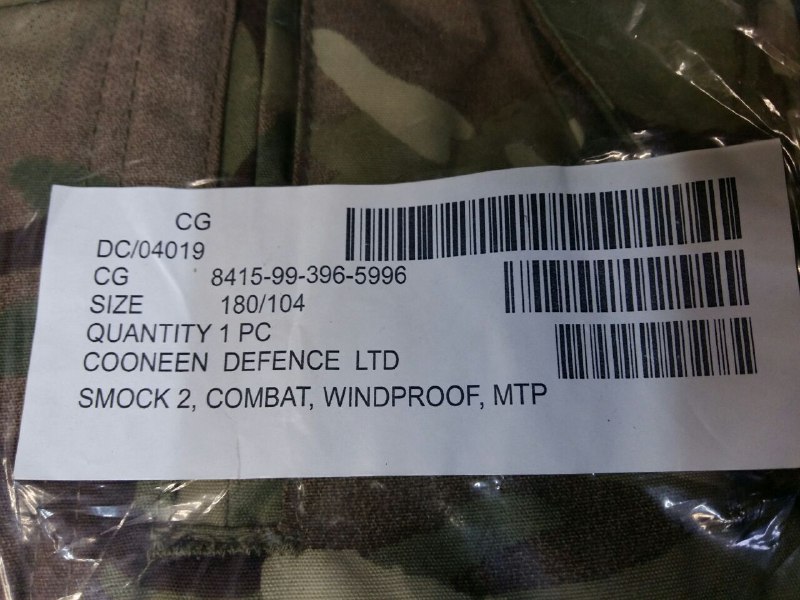 CG
DC/04019
CG 8415-99-396-5996
SIZE 180/104
QUANTITY 1 PC
COONEEN DEFENCE LTD
SMOCK 2, COMBAT, WINDPROOF, MTP